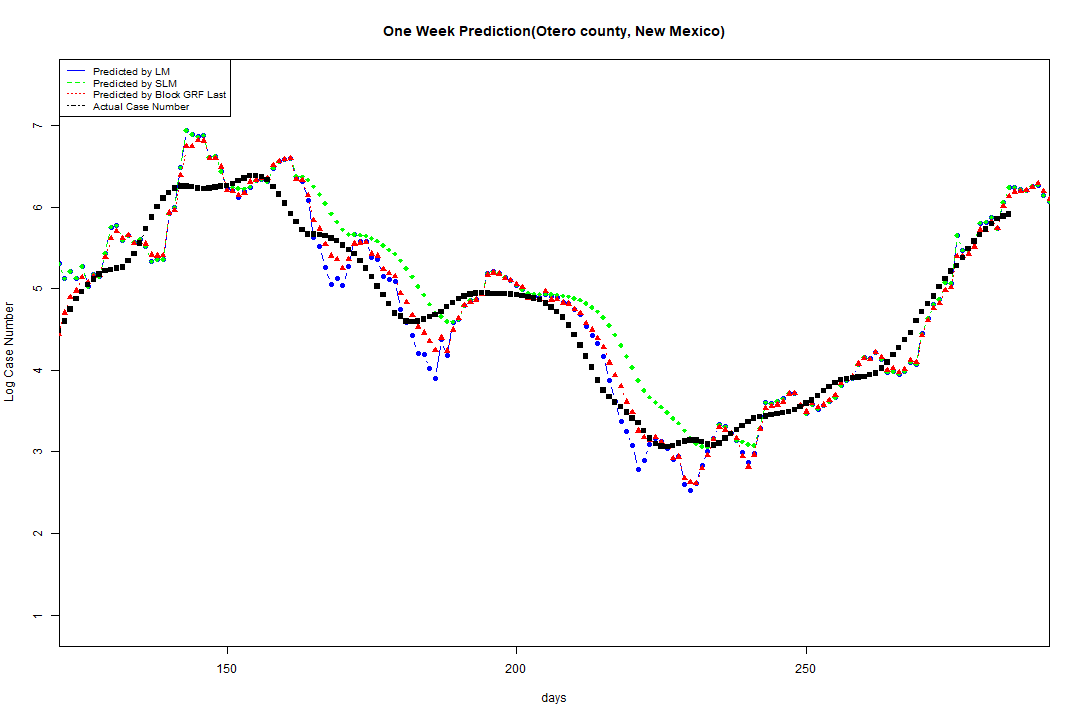 One Week Prediction(Otero county, New Mexico)
Predicted by LM
Predicted by SLM
Predicted by Block GRF Last
Actual Case Number
7
6
5
4
3
2
1
Log Case Number
150 200 250
days